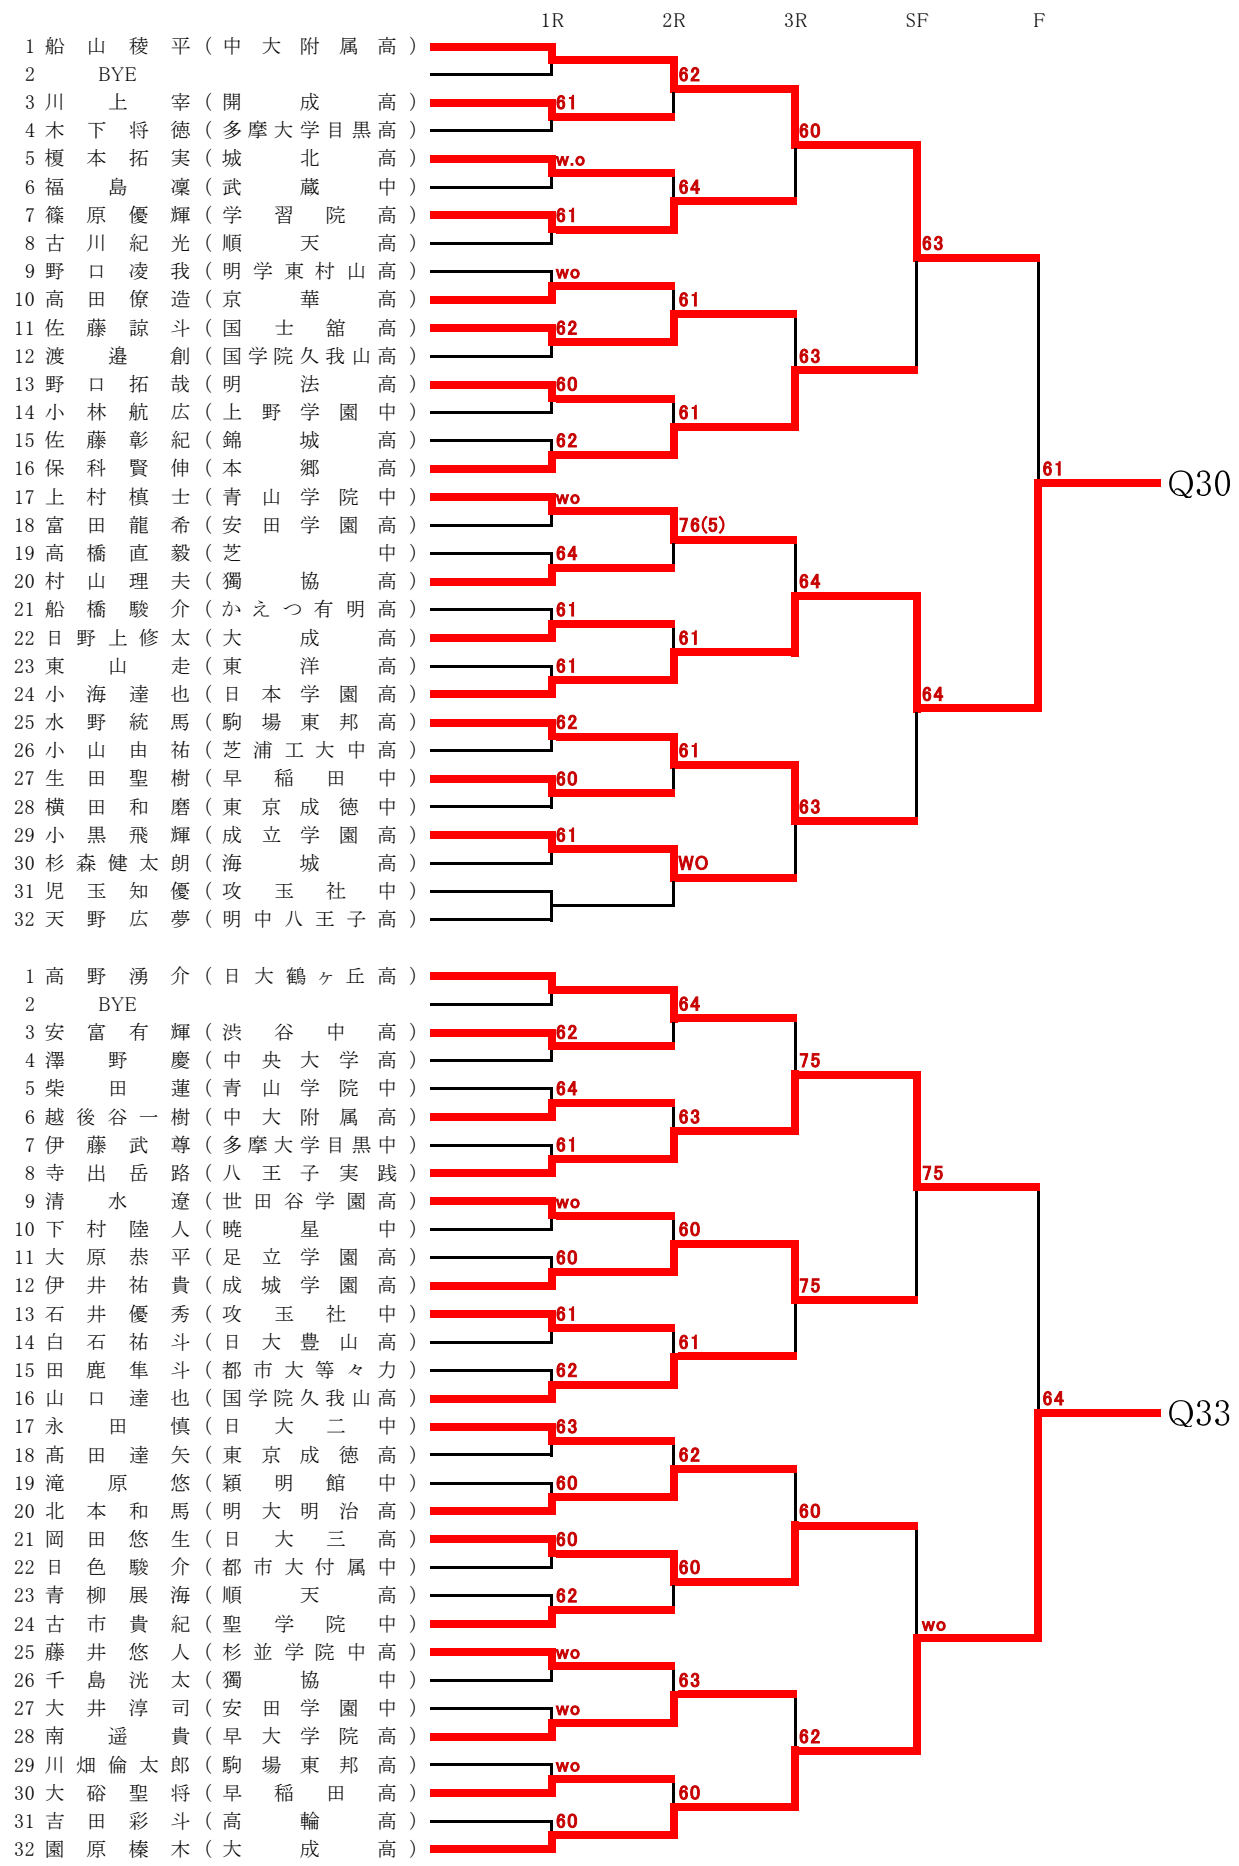 1R 2R 3R SF F
1 船山稜平(中大附属高)
2 BYE
62
3 川上宰(開成高) 61
4 木下将徳(多摩大学目黒高) 60
5 榎本拓実(城北高) w.o
6 福島凜(武蔵中) 64
7 篠原優輝(学習院高) 61
8 古川紀光(順天高) 63
9 野口凌我(明学東村山高) wo
10 高田僚造(京華高) 61
11 佐藤諒斗(国士舘高) 62
12 渡邉創(国学院久我山高) 63
13 野口拓哉(明法高) 60
14 小林航広(上野学園中) 61
15 佐藤彰紀(錦城高) 62
16 保科賢伸(本郷高) 61
Q30
17 上村槙士(青山学院中) wo
18 富田龍希(安田学園高) 76(5)
19 高橋直毅(芝中) 64
20 村山理夫(獨協高) 64
21 船橋駿介(かえつ有明高) 61
22 日野上修太(大成高) 61
23 東山走(東洋高) 61
24 小海達也(日本学園高) 64
25 水野統馬(駒場東邦高) 62
26 小山由祐(芝浦工大中高) 61
27 生田聖樹(早稲田中) 60
28 横田和磨(東京成徳中) 63
29 小黒飛輝(成立学園高) 61
30 杉森健太朗(海城高) WO
31 児玉知優(攻玉社中)
32 天野広夢(明中八王子高)
1 高野湧介(日大鶴ヶ丘高)
2 BYE 64
3 安富有輝(渋谷中高) 62
4 澤野慶(中央大学高) 75
5 柴田蓮(青山学院中) 64
6 越後谷一樹(中大附属高) 63
7 伊藤武尊(多摩大学目黒中) 61
8 寺出岳路(八王子実践) 75
9 清水遼(世田谷学園高) wo
10 下村陸人(暁星中) 60
11 大原恭平(足立学園高) 60
12 伊井祐貴(成城学園高) 75
13 石井優秀(攻玉社中) 61
14 白石祐斗(日大豊山高) 61
15 田鹿隼斗(都市大等々力) 62
16 山口達也(国学院久我山高) 64
Q33
17 永田慎(日大二中) 63
18 髙田達矢(東京成徳高) 62
19 滝原悠(穎明館中) 60
20 北本和馬(明大明治高) 60
21 岡田悠生(日大三高) 60
22 日色駿介(都市大付属中) 60
23 青柳展海(順天高) 62
24 古市貴紀(聖学院中) wo
25 藤井悠人(杉並学院中高) wo
26 千島洸太(獨協中) 63
27 大井淳司(安田学園中) wo
28 南遥貴(早大学院高) 62
29 川畑倫太郎(駒場東邦高) wo
30 大硲聖将(早稲田高) 60
31 吉田彩斗(高輪高) 60
32 園原榛木(大成高)